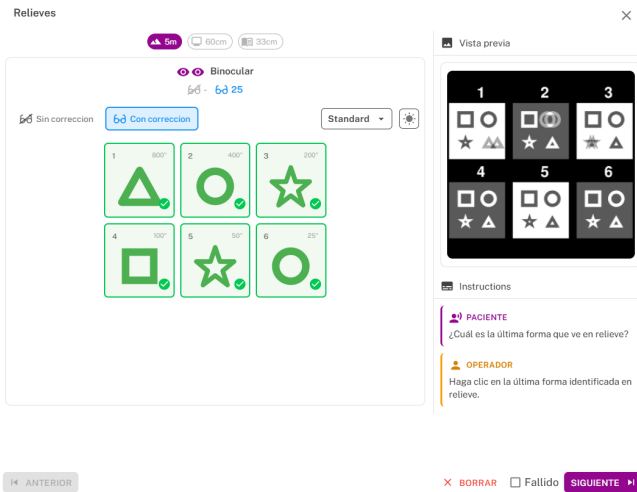 Relieves
5m 60cm 33cm
Vista previa
Binocular
- 25
Sin correccion Con correccion Standard
1 800" 2 400" 3 200"
4 100" 5 50" 6 25"
1 2 3
4 5 6
Instructions
PACIENTE
¿Cuál es la última forma que ve en relieve?
OPERADOR
Haga clic en la última forma identificada en
relieve.
ANTERIOR
BORRAR Fallido SIGUIENTE